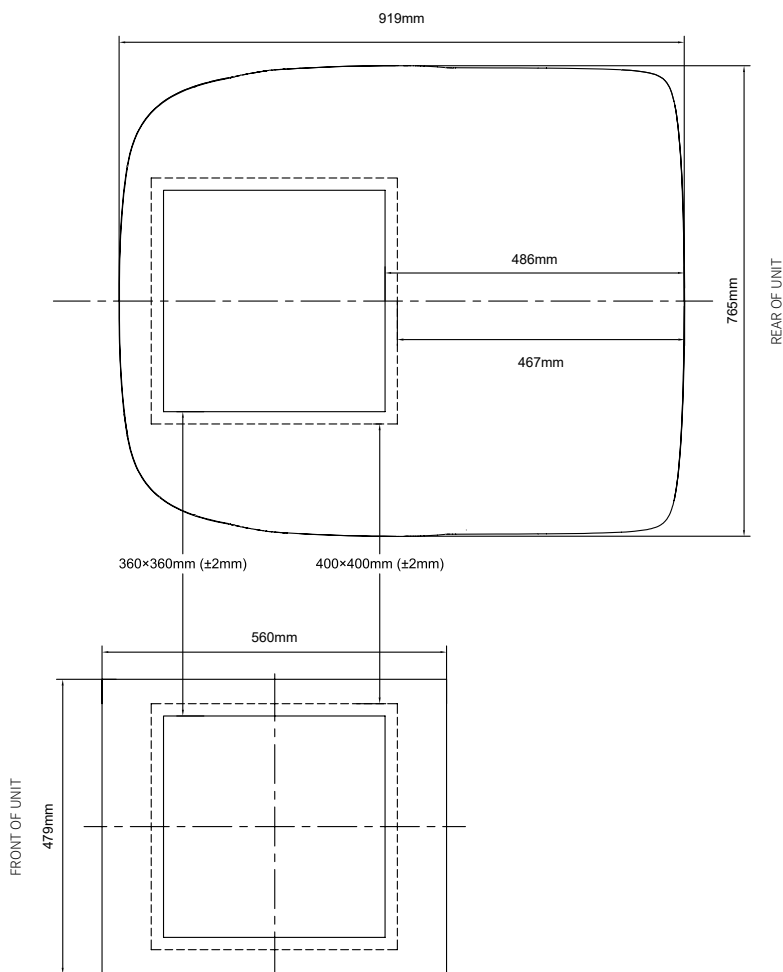 919mm
486mm
765mm
REAR OF UNIT
467mm
360×360mm (±2mm)
400×400mm (±2mm)
560mm
FRONT OF UNIT
479mm